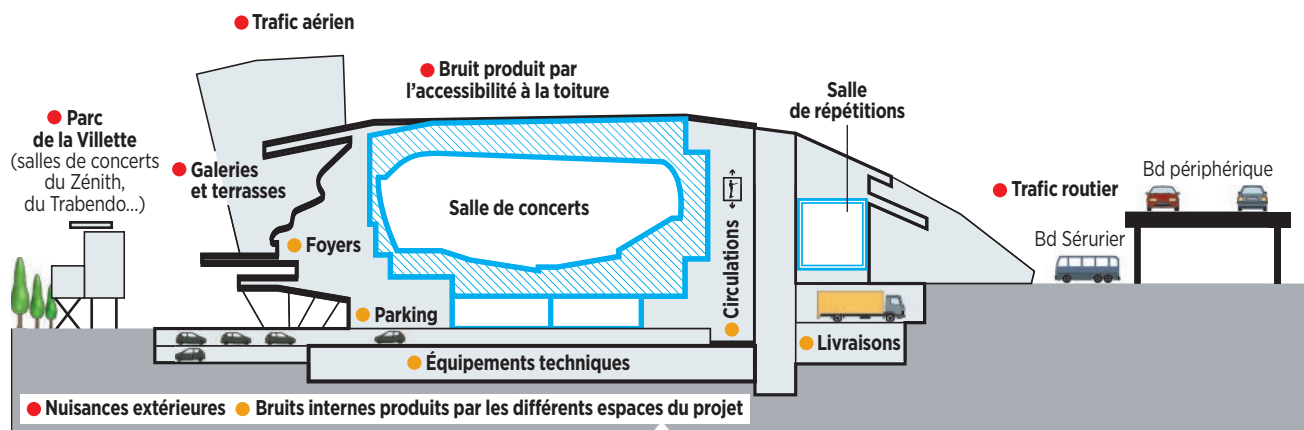 Trafic aérien
Bruit produit par
l'accessibilité à la toiture
Salle
de répétitions
Parc
de la Villette
(salles de concerts
du Zénith,
du Trabendo...)
Galeries
et terrasses
Trafic routier
Bd périphérique
Salle de concerts
Foyers
Bd Sérurier
Circulations
Parking
Livraisons
Équipements techniques
Nuisances extérieures
Bruits internes produits par les différents espaces du projet